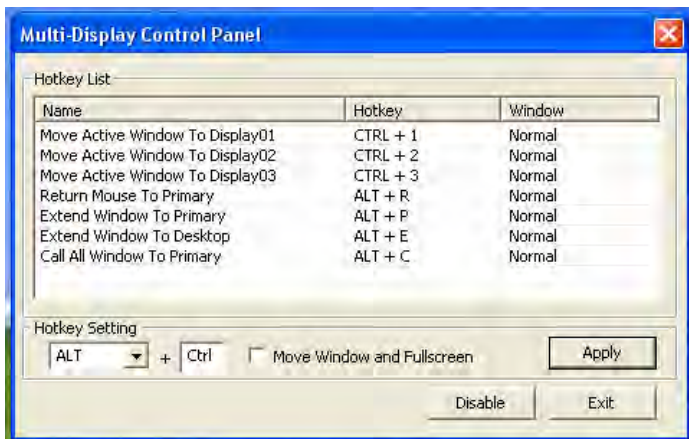 Multi-Display Control Panel
Hotkey List
Name Hotkey Window
Move Active Window To Display01 CTRL + 1 Normal
Move Active Window To Display02 CTRL + 2 Normal
Move Active Window To Display03 CTRL + 3 Normal
Return Mouse To Primary ALT + R Normal
Extend Window To Primary ALT + P Normal
Extend Window To Desktop ALT + E Normal
Call All Window To Primary ALT + C Normal
Hotkey Setting
ALT + Ctrl Move Window and Fullscreen Apply
Disable Exit